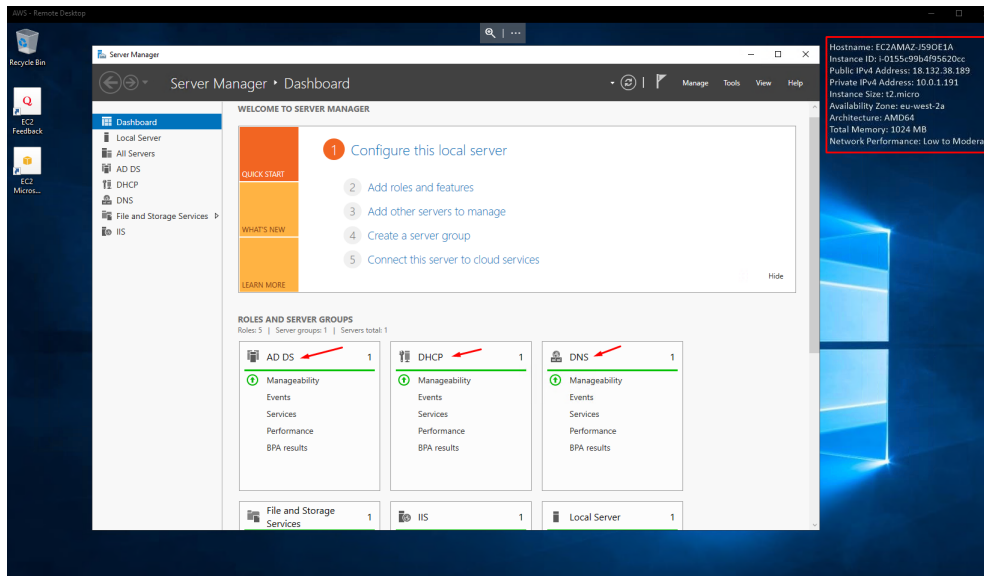 AWS - Remote Desktop
Recycle Bin
EC2
Feedback
EC2
Micros...
Server Manager
Server Manager • Dashboard
Manage Tools View Help
Dashboard
Local Server
All Servers
AD DS
DHCP
DNS
File and Storage Services
IIS
WELCOME TO SERVER MANAGER
QUICK START
WHAT'S NEW
LEARN MORE
1 Configure this local server
2 Add roles and features
3 Add other servers to manage
4 Create a server group
5 Connect this server to cloud services
Hide
ROLES AND SERVER GROUPS
Roles: 5 | Server groups: 1 | Servers total: 1
AD DS 1
Manageability
Events
Services
Performance
BPA results
DHCP 1
Manageability
Events
Services
Performance
BPA results
DNS 1
Manageability
Events
Services
Performance
BPA results
File and Storage
Services 1
IIS 1
Local Server 1
Hostname: EC2AMAZ-J59OE1A
Instance ID: i-0155c99b4f95620cc
Public IPv4 Address: 18.132.38.189
Private IPv4 Address: 10.0.1.191
Instance Size: t2.micro
Availability Zone: eu-west-2a
Architecture: AMD64
Total Memory: 1024 MB
Network Performance: Low to Modera